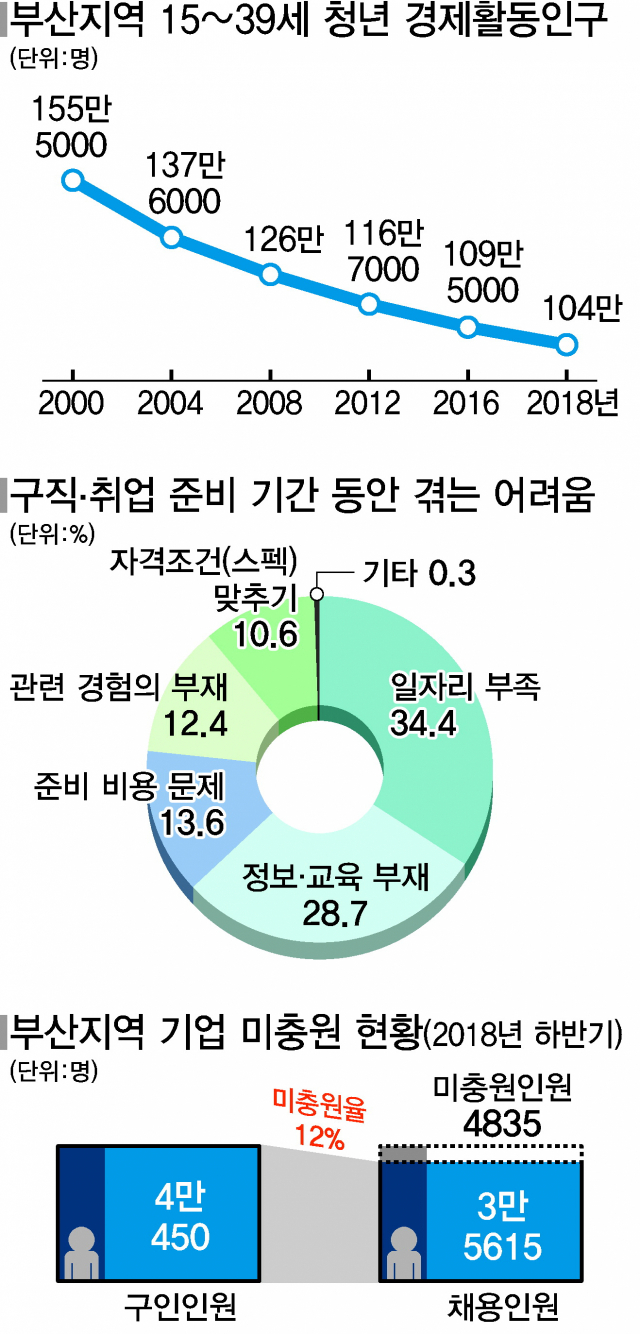 부산지역 15~39세 청년 경제활동인구
(단위:명)
155만
5000
137만
6000
126만
116만
7000
109만
5000
104만
2000 2004 2008 2012 2016 2018년
구직·취업 준비 기간 동안 겪는 어려움
(단위:%)
자격조건(스펙)
맞추기
10.6
기타 0.3
관련 경험의 부재
12.4
일자리 부족
34.4
준비 비용 문제
13.6
정보·교육 부재
28.7
부산지역 기업 미충원 현황(2018년 하반기)
(단위:명)
미충원율
12%
미충원인원
4835
4만
450
3만
5615
구인인원
채용인원